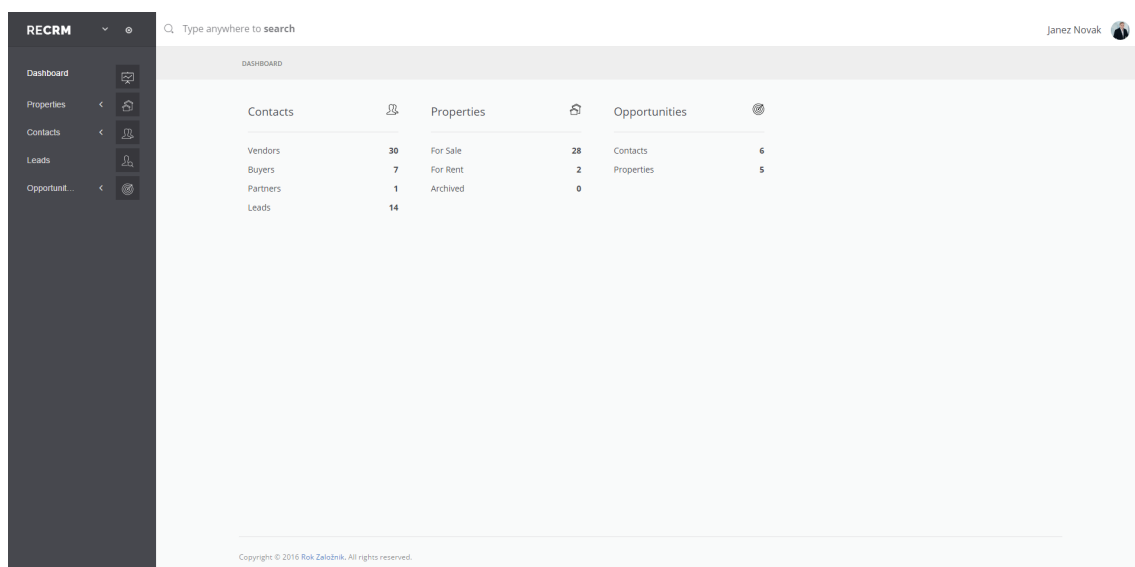 RECRM
Type anywhere to search
Janez Novak
Dashboard
Properties
Contacts
Leads
Opportunit...
DASHBOARD
Contacts
Vendors 30
Buyers 7
Partners 1
Leads 14
Properties
For Sale 28
For Rent 2
Archived 0
Opportunities
Contacts 6
Properties 5
Copyright © 2016 Rok Založnik. All rights reserved.